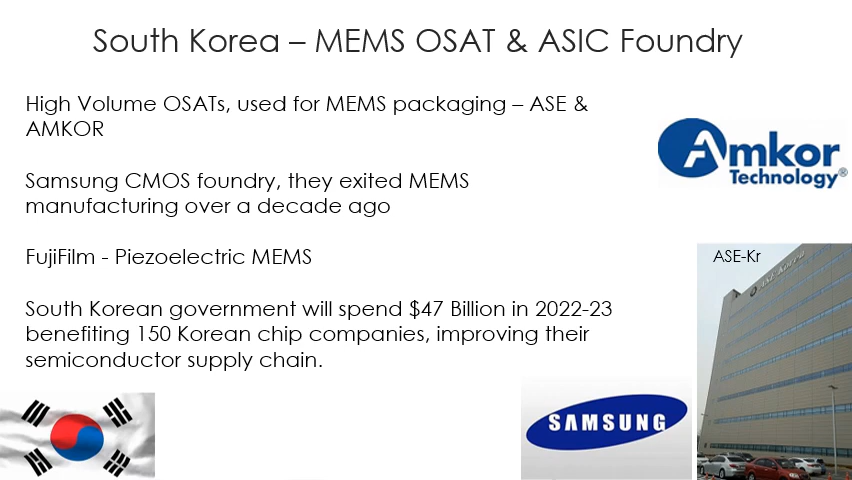 South Korea – MEMS OSAT & ASIC Foundry
High Volume OSATs, used for MEMS packaging – ASE &
AMKOR
Samsung CMOS foundry, they exited MEMS
manufacturing over a decade ago
FujiFilm - Piezoelectric MEMS
South Korean government will spend $47 Billion in 2022-23
benefiting 150 Korean chip companies, improving their
semiconductor supply chain.
Amkor
Technology®
ASE-Kr
ASE Korea
SAMSUNG